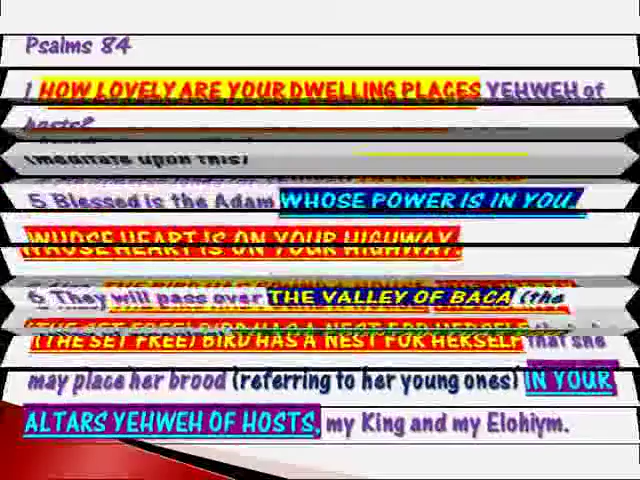 Psalms 84
1 HOW LOVELY ARE YOUR DWELLING PLACES YEHWEH of
hosts?
(meditate upon this)
5 Blessed is the Adam WHOSE POWER IS IN YOU,
WHOSE HEART IS ON YOUR HIGHWAY.
6 They will pass over THE VALLEY OF BACA (the
(THE SET FREE) BIRD HAS A NEST FOR HERSELF that she
may place her brood (referring to her young ones) IN YOUR
ALTARS YEHWEH OF HOSTS, my King and my Elohiym.